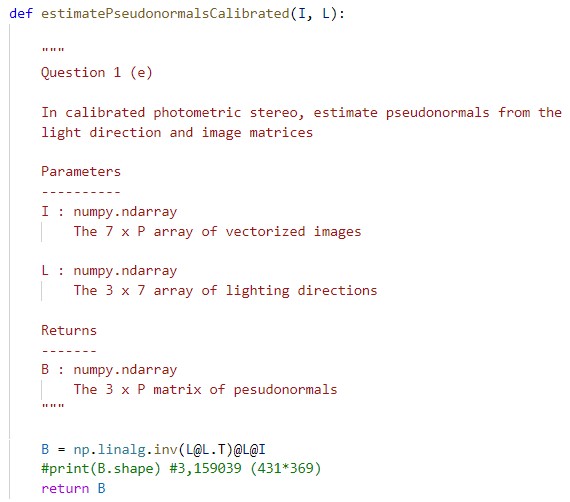 def estimatePseudonormalsCalibrated(I, L):
"""
Question 1 (e)
In calibrated photometric stereo, estimate pseudonormals from the
light direction and image matrices
Parameters
----------
I : numpy.ndarray
The 7 x P array of vectorized images
L : numpy.ndarray
The 3 x 7 array of lighting directions
Returns
-------
B : numpy.ndarray
The 3 x P matrix of pesudonormals
"""
B = np.linalg.inv(L@L.T)@L@I
#print(B.shape) #3,159039 (431*369)
return B